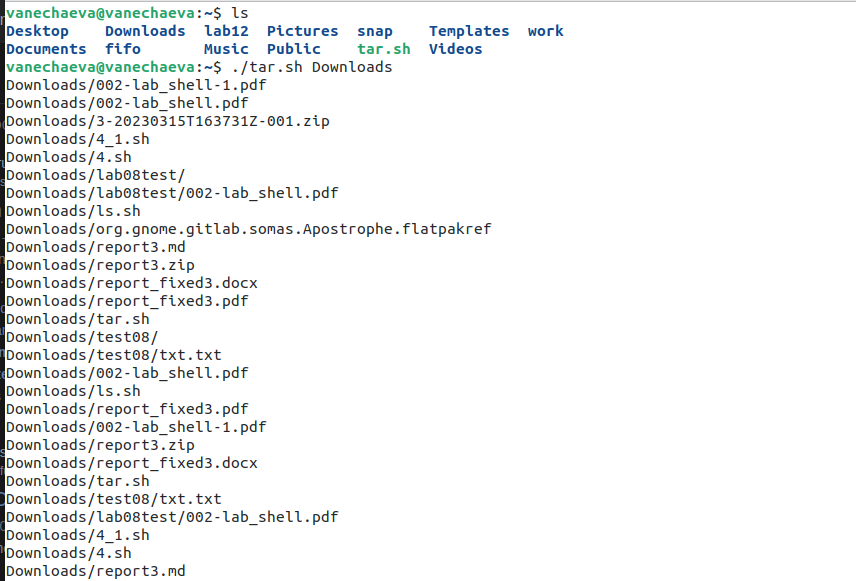 vanechaeva@vanechaeva:~$ ls
Desktop    Downloads  lab12  Pictures  snap    Templates  work
Documents  fifo       Music  Public    tar.sh  Videos
vanechaeva@vanechaeva:~$ ./tar.sh Downloads
Downloads/002-lab_shell-1.pdf
Downloads/002-lab_shell.pdf
Downloads/3-20230315T163731Z-001.zip
Downloads/4_1.sh
Downloads/4.sh
Downloads/lab08test/
Downloads/lab08test/002-lab_shell.pdf
Downloads/ls.sh
Downloads/org.gnome.gitlab.somas.Apostrophe.flatpakref
Downloads/report3.md
Downloads/report3.zip
Downloads/report_fixed3.docx
Downloads/report_fixed3.pdf
Downloads/tar.sh
Downloads/test08/
Downloads/test08/txt.txt
Downloads/002-lab_shell.pdf
Downloads/ls.sh
Downloads/report_fixed3.pdf
Downloads/002-lab_shell-1.pdf
Downloads/report3.zip
Downloads/report_fixed3.docx
Downloads/tar.sh
Downloads/test08/txt.txt
Downloads/lab08test/002-lab_shell.pdf
Downloads/4_1.sh
Downloads/4.sh
Downloads/report3.md